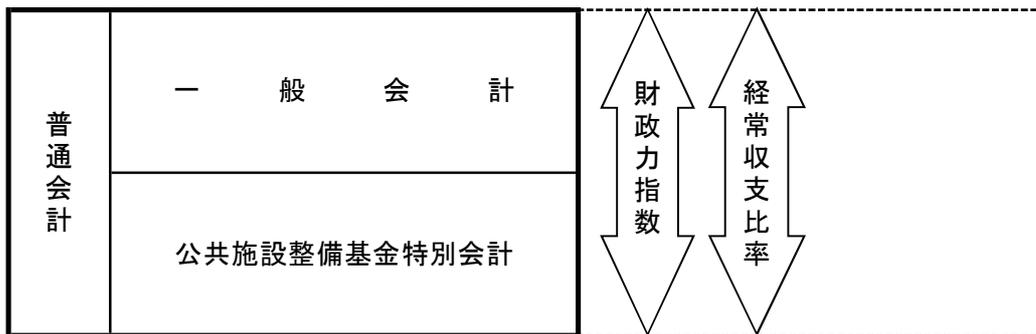 普通会計
一般会計
公共施設整備基金特別会計
財政力指数
経常収支比率